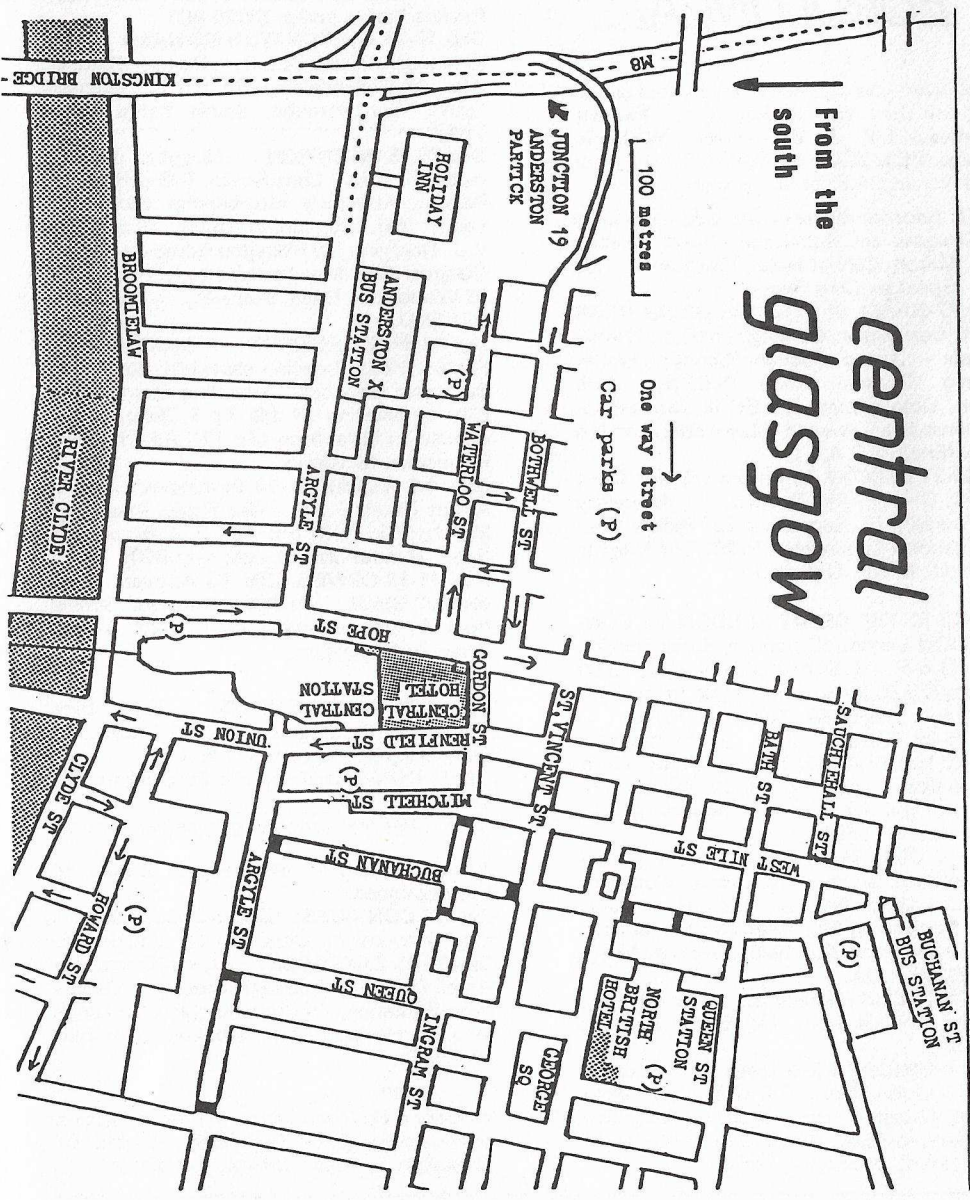 central
glasgow
From the
south
M8
KINGSTON BRIDGE
JUNCTION 19
ANDERSTON
PARTICK
100 metres
One way street
Car parks (P)
HOLIDAY
INN
ANDERSTON X
BUS STATION
(P)
WATERLOO ST
BOTHWELL ST
BROOMIELAW
RIVER CLYDE
ARGYLE ST
HOPE ST
(P)
CENTRAL
HOTEL
CENTRAL
STATION
GORDON ST
RENFIELD ST
UNION ST
(P)
MITCHELL ST
ST. VINCENT ST
BATH ST
SAUCHIEHALL ST
WEST NILE ST
BUCHANAN ST
ARGYLE ST
CLYDE ST
HOWARD ST
(P)
QUEEN ST
INGRAM ST
GEORGE
SQ
NORTH
BRITISH
HOTEL
QUEEN ST
STATION
(P)
(P)
BUCHANAN ST
BUS STATION